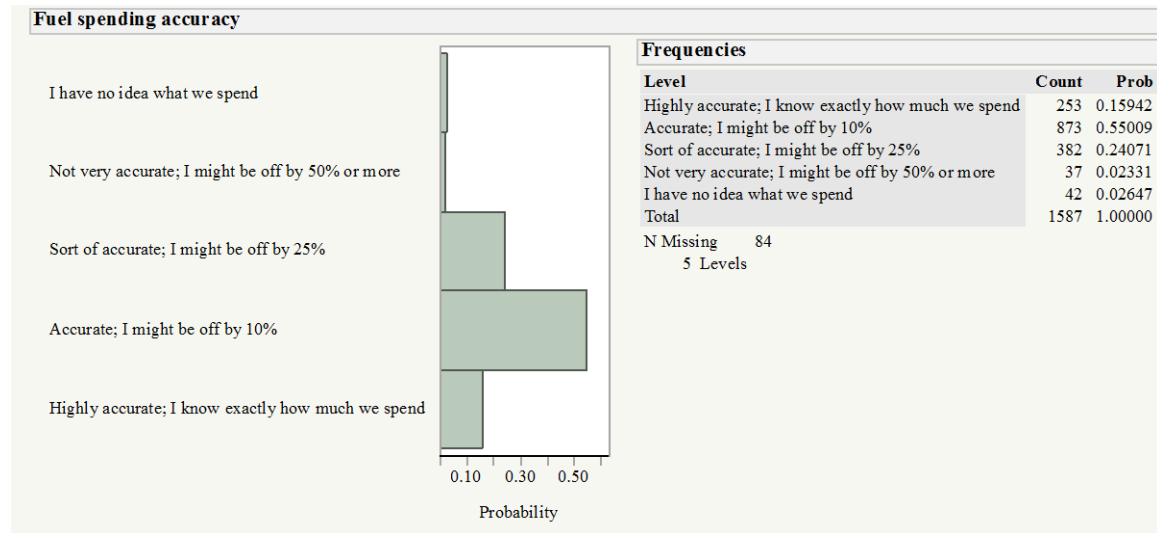 Fuel spending accuracy
I have no idea what we spend
Not very accurate; I might be off by 50% or more
Sort of accurate; I might be off by 25%
Accurate; I might be off by 10%
Highly accurate; I know exactly how much we spend
0.10 0.30 0.50
Probability
Frequencies
Level Count Prob
Highly accurate; I know exactly how much we spend 253 0.15942
Accurate; I might be off by 10% 873 0.55009
Sort of accurate; I might be off by 25% 382 0.24071
Not very accurate; I might be off by 50% or more 37 0.02331
I have no idea what we spend 42 0.02647
Total 1587 1.00000
N Missing 84
5 Levels